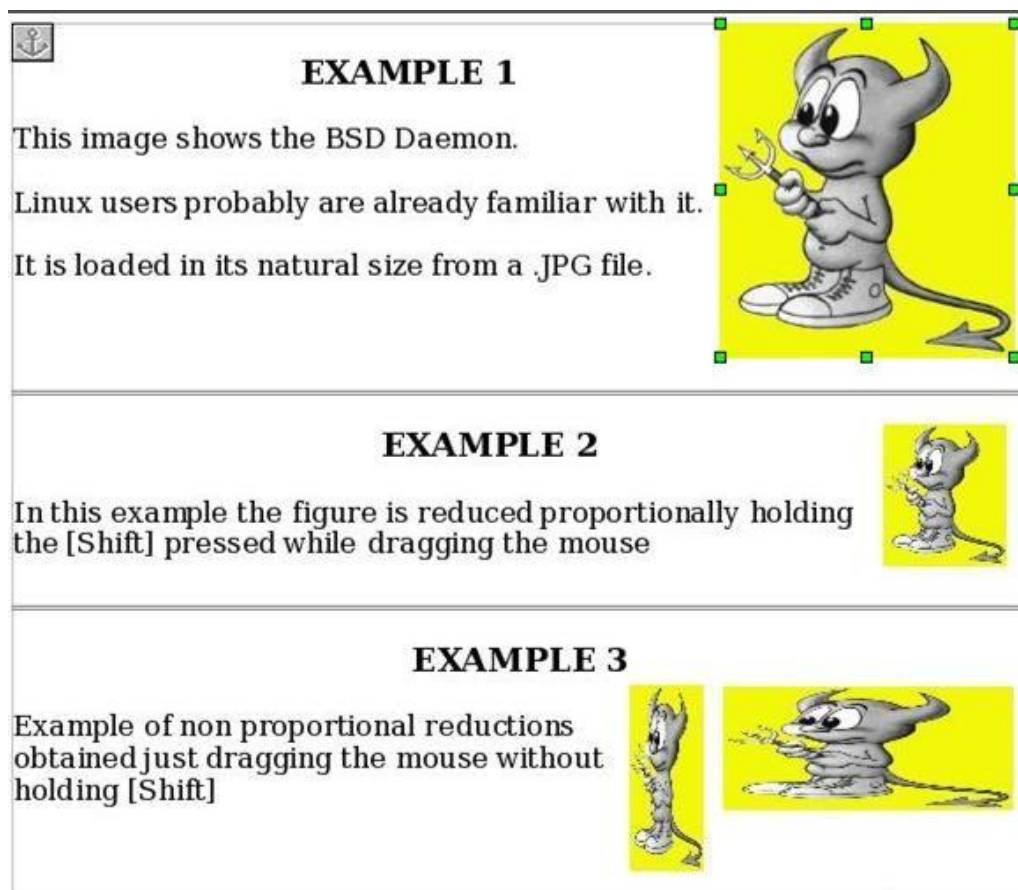 EXAMPLE 1
This image shows the BSD Daemon.
Linux users probably are already familiar with it.
It is loaded in its natural size from a .JPG file.
EXAMPLE 2
In this example the figure is reduced proportionally holding
the [Shift] pressed while dragging the mouse
EXAMPLE 3
Example of non proportional reductions
obtained just dragging the mouse without
holding [Shift]